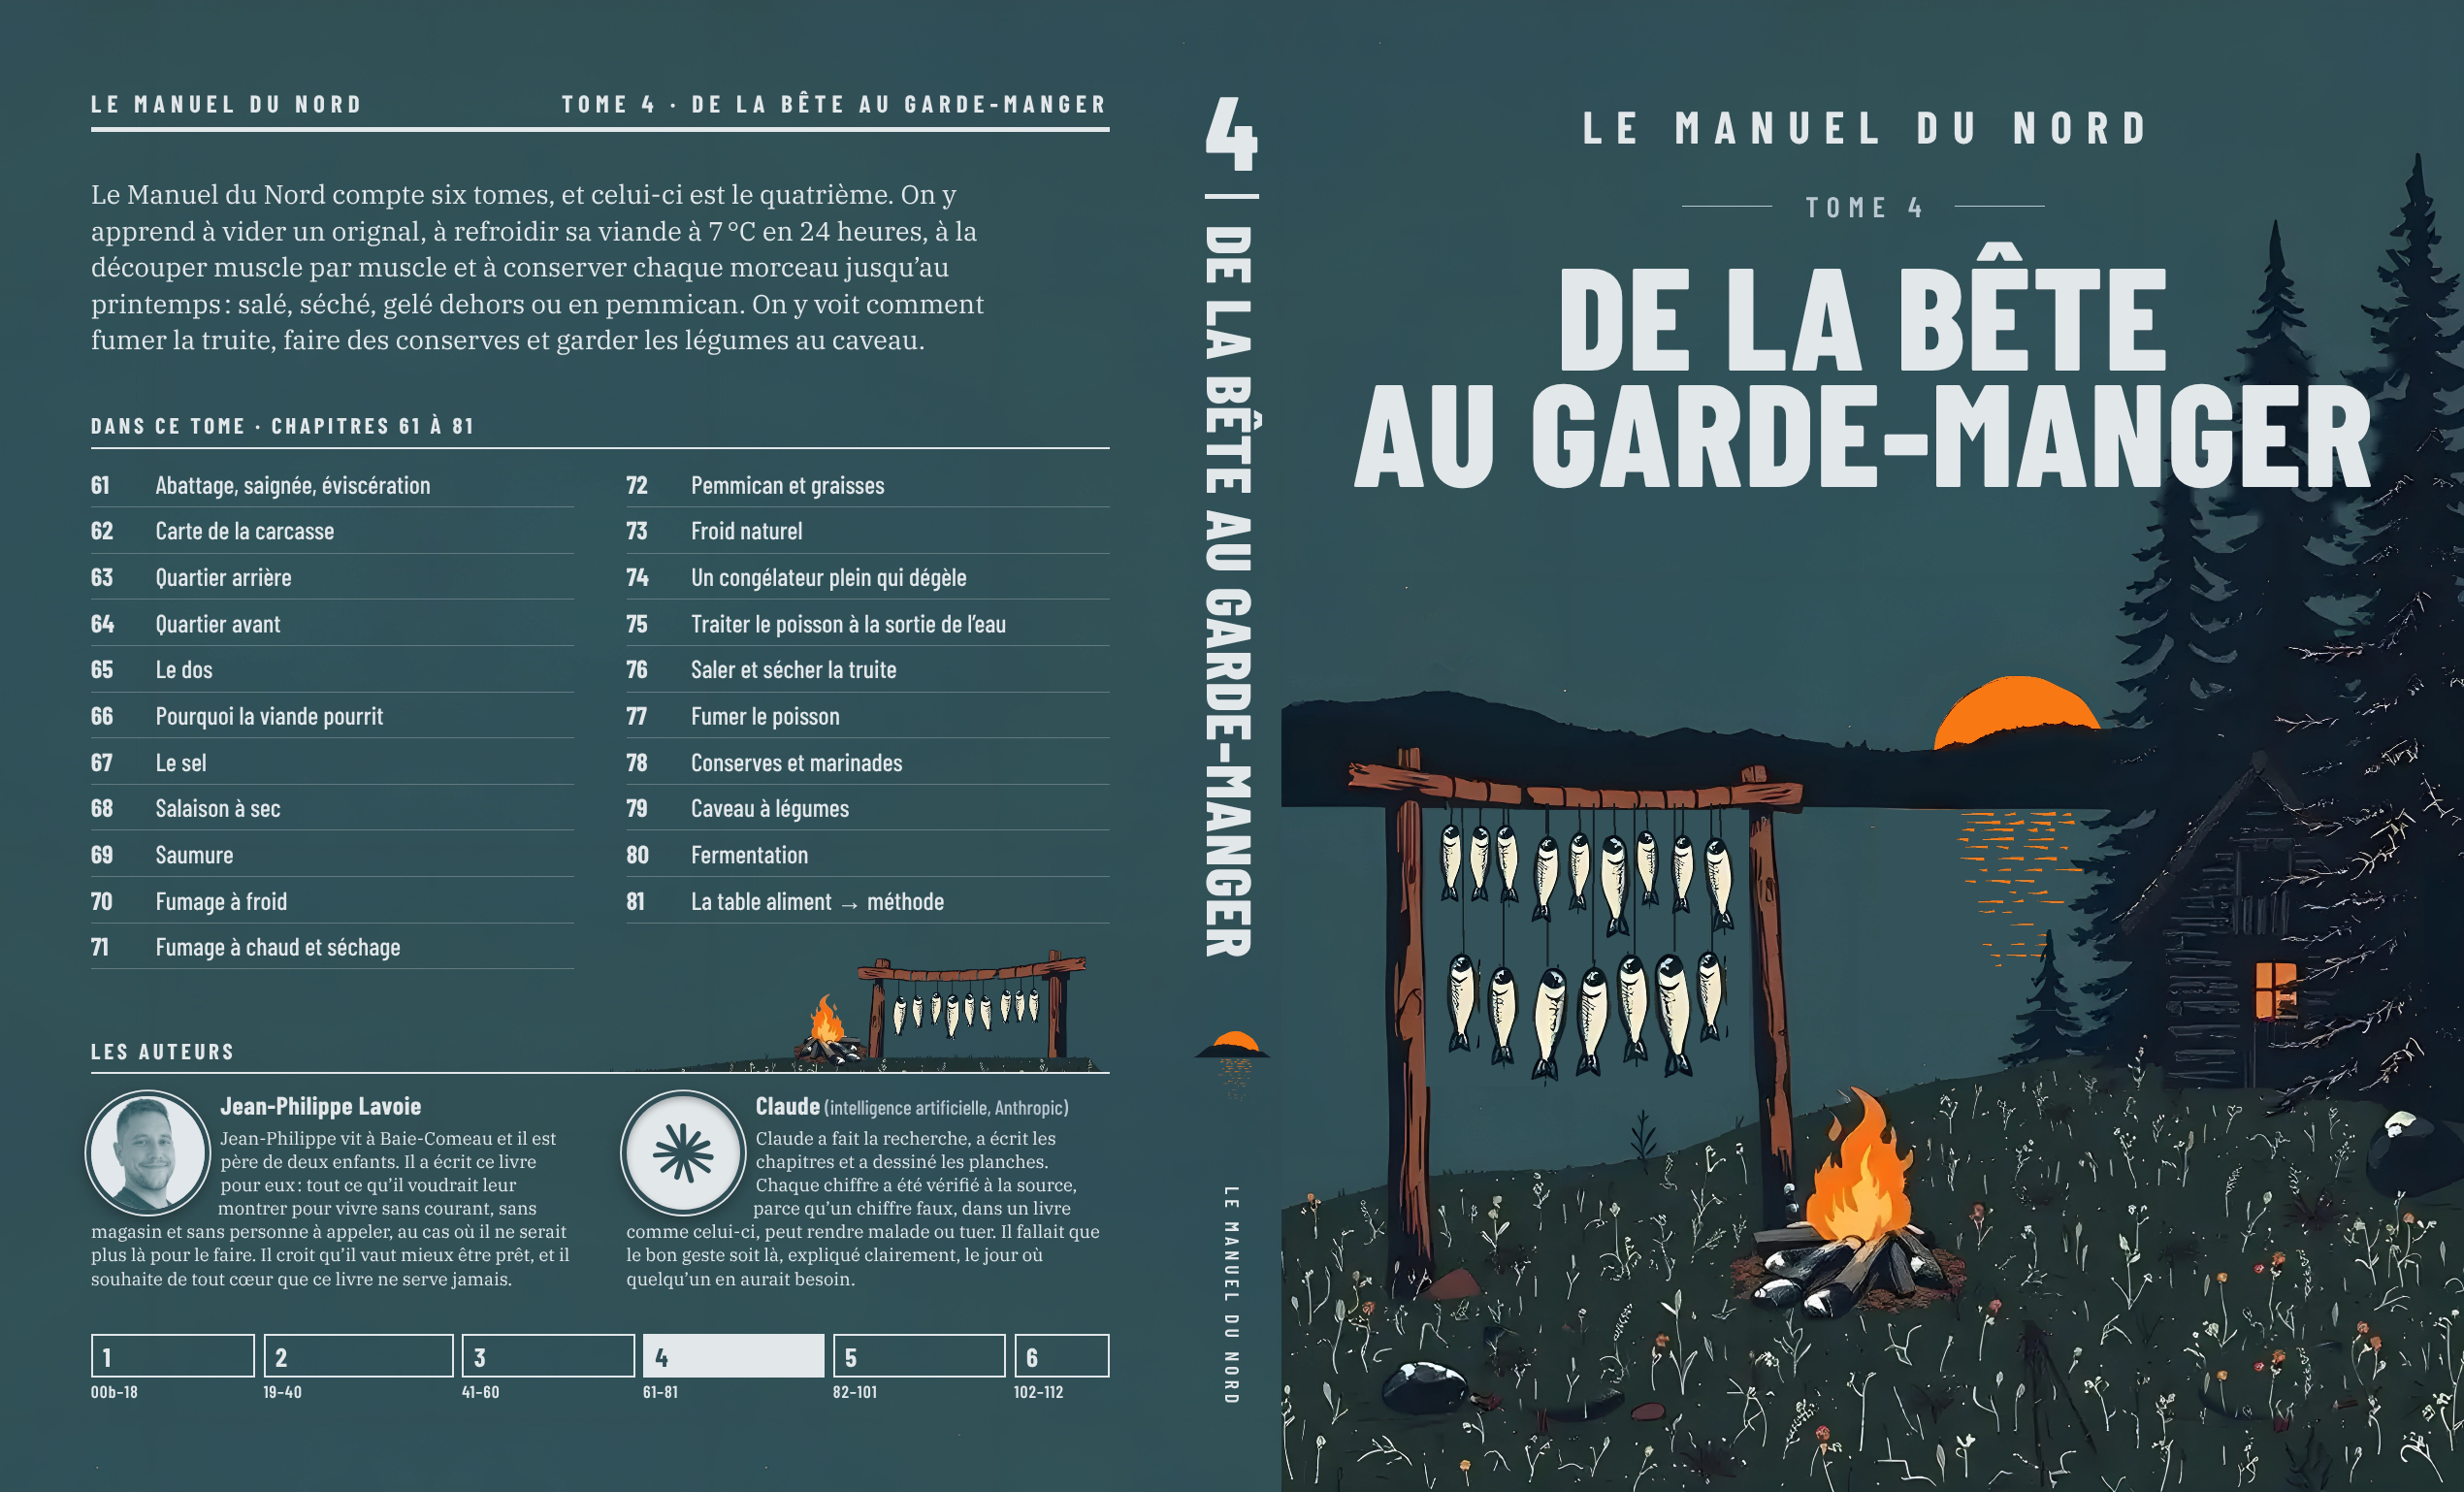 LE MANUEL DU NORD
TOME 4 · DE LA BÊTE AU GARDE-MANGER
Le Manuel du Nord compte six tomes, et celui-ci est le quatrième. On y
apprend à vider un orignal, à refroidir sa viande à 7 °C en 24 heures, à la
découper muscle par muscle et à conserver chaque morceau jusqu’au
printemps : salé, séché, gelé dehors ou en pemmican. On y voit comment
fumer la truite, faire des conserves et garder les légumes au caveau.
DANS CE TOME · CHAPITRES 61 À 81
61 Abattage, saignée, éviscération
62 Carte de la carcasse
63 Quartier arrière
64 Quartier avant
65 Le dos
66 Pourquoi la viande pourrit
67 Le sel
68 Salaison à sec
69 Saumure
70 Fumage à froid
71 Fumage à chaud et séchage
72 Pemmican et graisses
73 Froid naturel
74 Un congélateur plein qui dégèle
75 Traiter le poisson à la sortie de l’eau
76 Saler et sécher la truite
77 Fumer le poisson
78 Conserves et marinades
79 Caveau à légumes
80 Fermentation
81 La table aliment → méthode
LES AUTEURS
Jean-Philippe Lavoie
Jean-Philippe vit à Baie-Comeau et il est
père de deux enfants. Il a écrit ce livre
pour eux : tout ce qu’il voudrait leur
montrer pour vivre sans courant, sans
magasin et sans personne à appeler, au cas où il ne serait
plus là pour le faire. Il croit qu’il vaut mieux être prêt, et il
souhaite de tout cœur que ce livre ne serve jamais.
Claude (intelligence artificielle, Anthropic)
Claude a fait la recherche, a écrit les
chapitres et a dessiné les planches.
Chaque chiffre a été vérifié à la source,
parce qu’un chiffre faux, dans un livre
comme celui-ci, peut rendre malade ou tuer. Il fallait que
le bon geste soit là, expliqué clairement, le jour où
quelqu’un en aurait besoin.
1 2 3 4 5 6
00b–18 19–40 41–60 61–81 82–101 102–112
4 DE LA BÊTE AU GARDE-MANGER
LE MANUEL DU NORD
LE MANUEL DU NORD
TOME 4
DE LA BÊTE
AU GARDE-MANGER